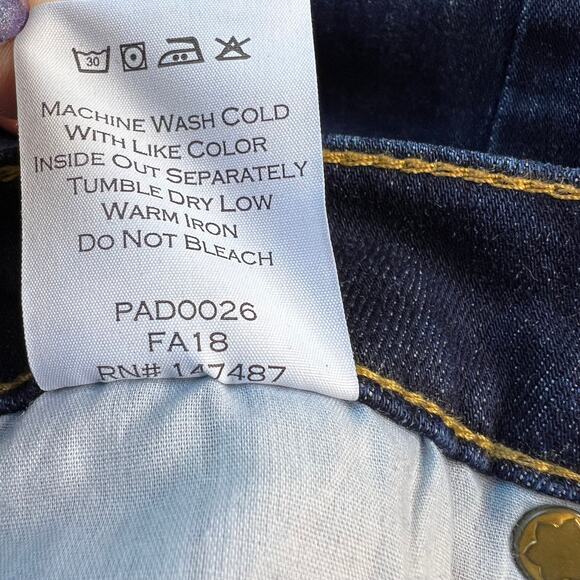 30
MACHINE WASH COLD
WITH LIKE COLOR
INSIDE OUT SEPARATELY
TUMBLE DRY LOW
WARM IRON
DO NOT BLEACH
PAD0026
FA18
RN# 147487